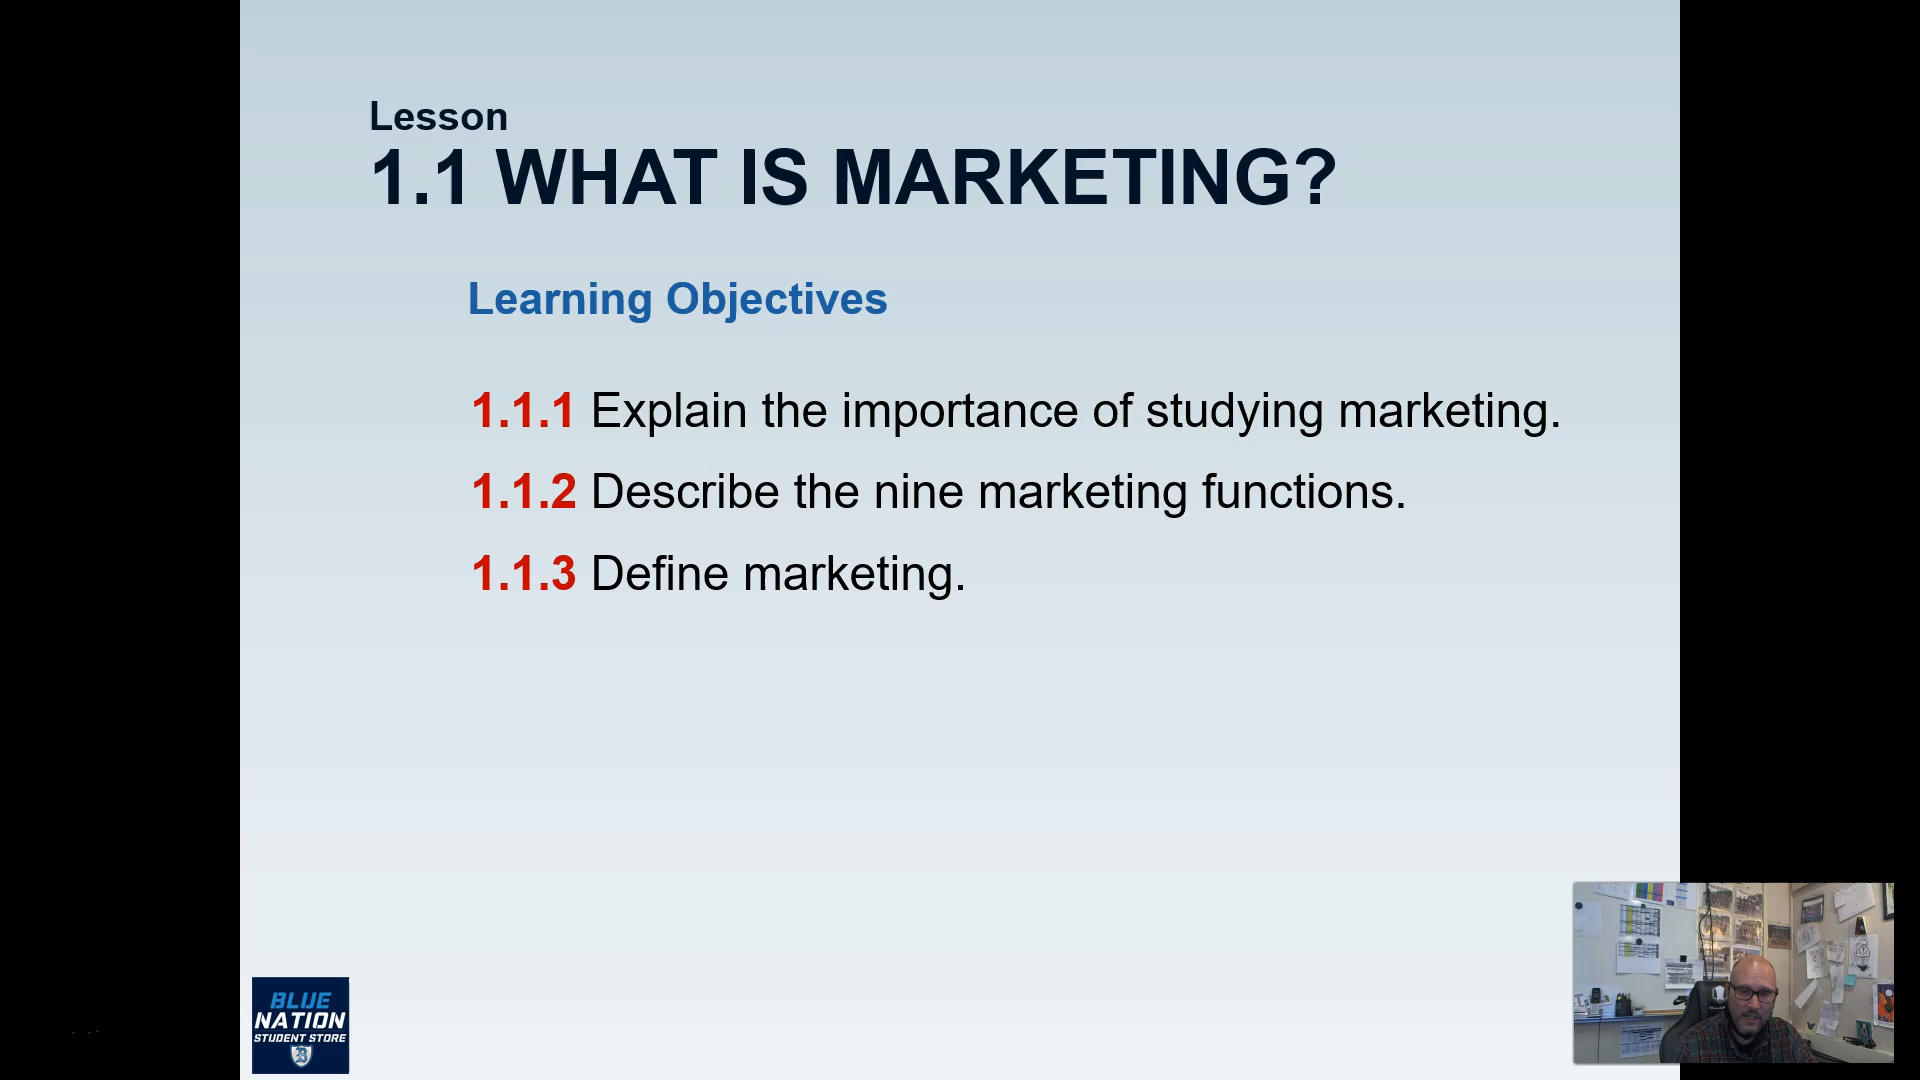 Lesson
1.1 WHAT IS MARKETING?
Learning Objectives
1.1.1 Explain the importance of studying marketing.
1.1.2 Describe the nine marketing functions.
1.1.3 Define marketing.
BLUE
NATION
STUDENT STORE
B